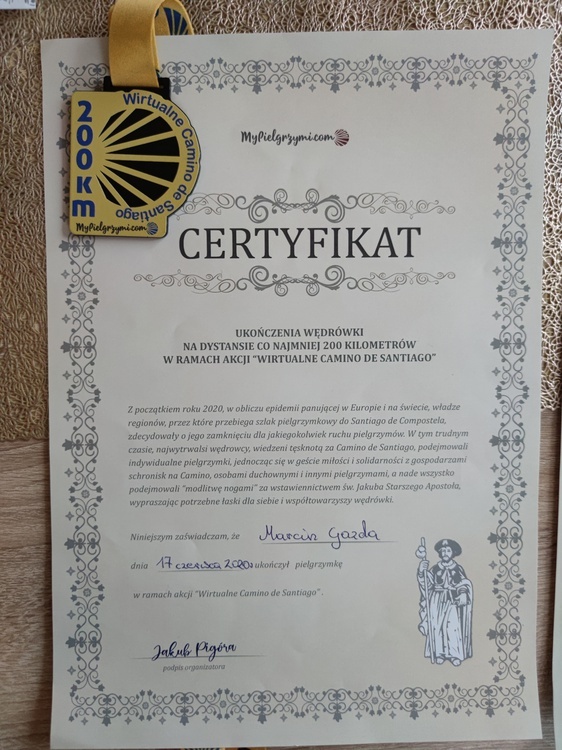 200km
Wirtualne Camino de Santiago
MyPielgrzymi.com
MyPielgrzymi.com
CERTYFIKAT
UKOŃCZENIA WĘDRÓWKI
NA DYSTANSIE CO NAJMNIEJ 200 KILOMETRÓW
W RAMACH AKCJI "WIRTUALNE CAMINO DE SANTIAGO"
Z początkiem roku 2020, w obliczu epidemii panującej w Europie i na świecie, władze
regionów, przez które przebiega szlak pielgrzymkowy do Santiago de Compostela,
zdecydowały o jego zamknięciu dla jakiegokolwiek ruchu pielgrzymów. W tym trudnym
czasie, najwytrwalsi wędrowcy, wiedzeni tęsknotą za Camino de Santiago, podejmowali
indywidualne pielgrzymki, jednocząc się w geście miłości i solidarności z gospodarzami
schronisk na Camino, osobami duchownymi i innymi pielgrzymami, a nade wszystko
podejmowali "modlitwę nogami" za wstawiennictwem św. Jakuba Starszego Apostoła,
wypraszając potrzebne łaski dla siebie i współtowarzyszy wędrówki.
Niniejszym zaświadczam, że Marcin Gazda
dnia 17 czerwca 2020 ukończył pielgrzymkę
w ramach akcji "Wirtualne Camino de Santiago".
Jakub Pigóra
podpis organizatora